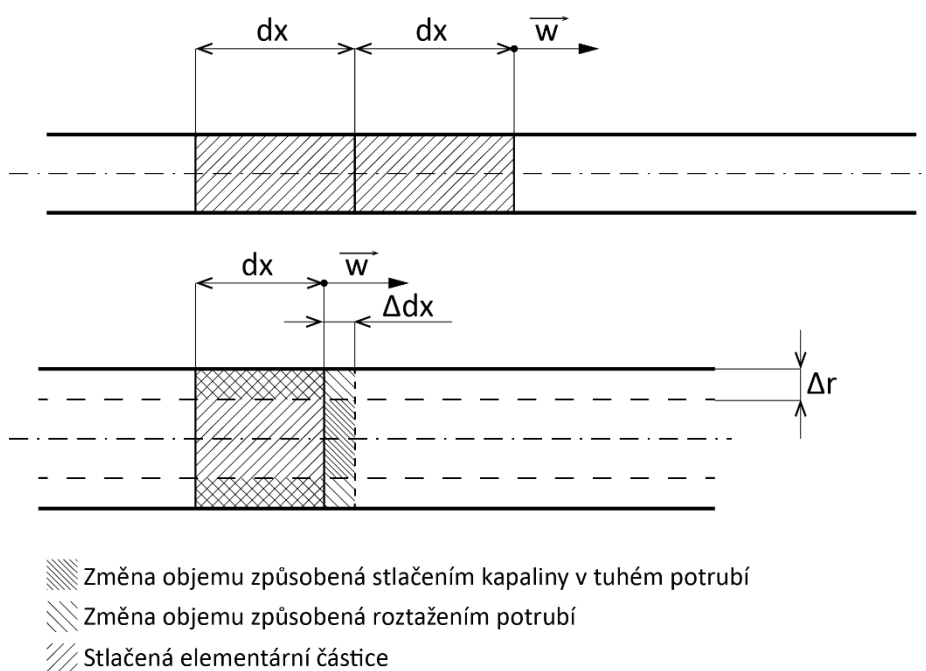 dx dx w
dx w
Δdx
Δr
Změna objemu způsobená stlačením kapaliny v tuhém potrubí
Změna objemu způsobená roztažením potrubí
Stlačená elementární částice